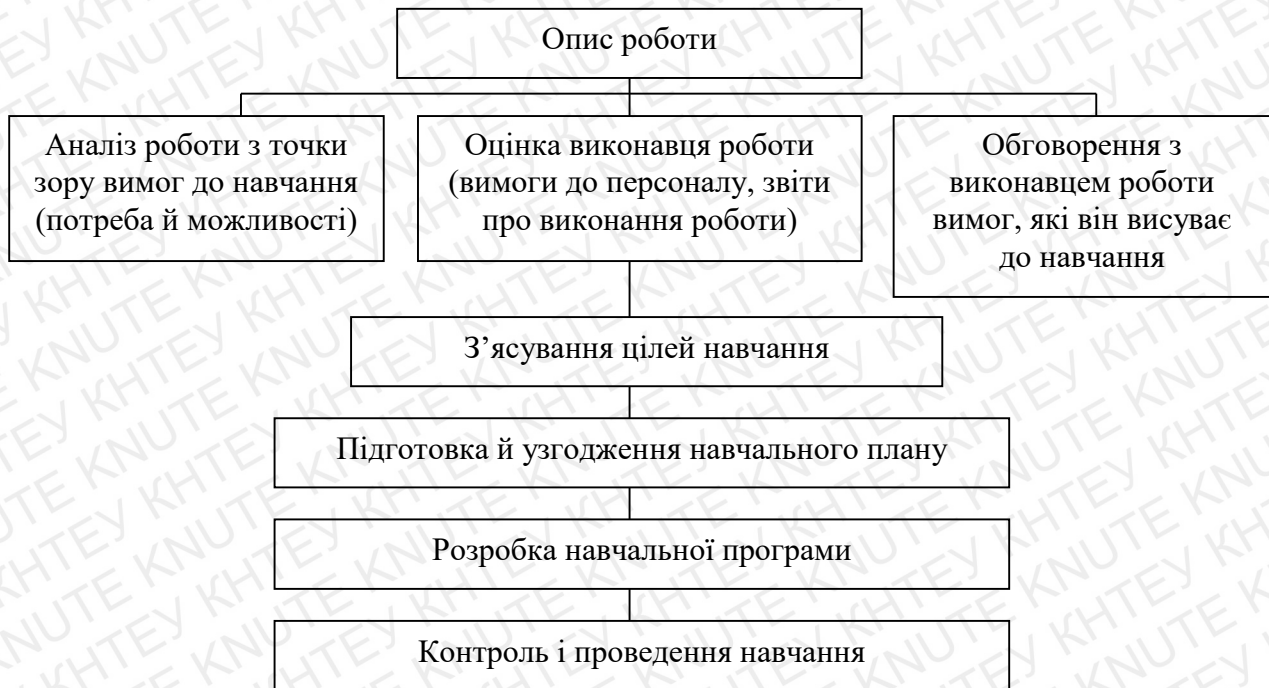 Опис роботи
Аналіз роботи з точки
зору вимог до навчання
(потреба й можливості)
Оцінка виконавця роботи
(вимоги до персоналу, звіти
про виконання роботи)
Обговорення з
виконавцем роботи
вимог, які він висуває
до навчання
З’ясування цілей навчання
Підготовка й узгодження навчального плану
Розробка навчальної програми
Контроль і проведення навчання